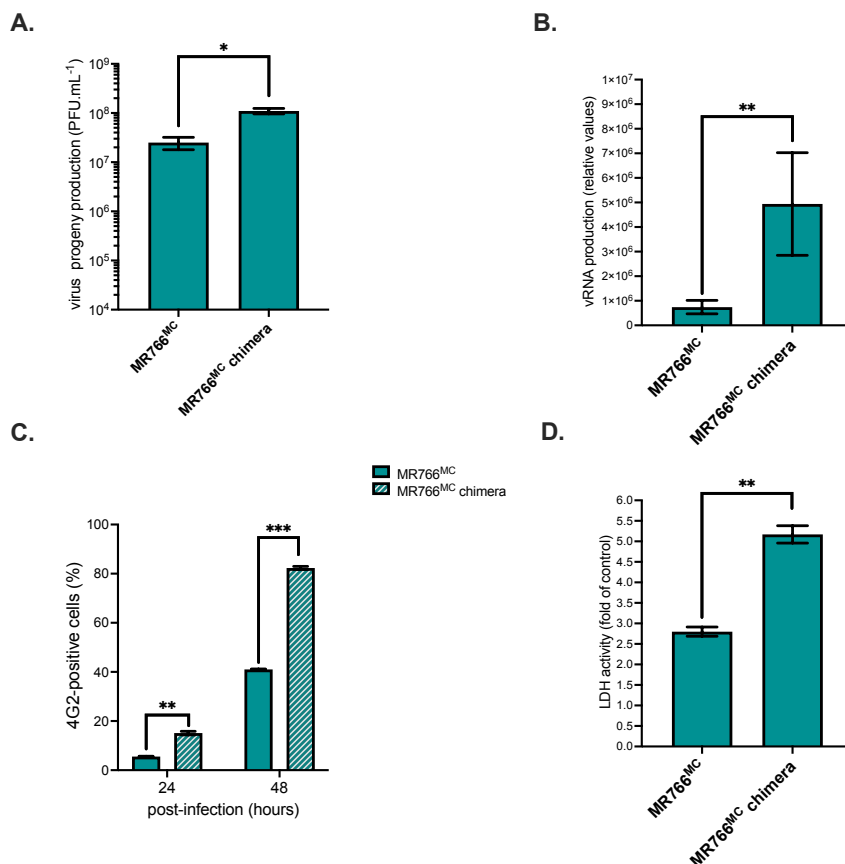 A.
virus progeny production (PFU.mL⁻¹)
10⁹
10⁸
10⁷
10⁶
10⁵
10⁴
*
MR766ᴹᶜ
MR766ᴹᶜ chimera
B.
vRNA production (relative values)
1×10⁷
9×10⁶
8×10⁶
7×10⁶
6×10⁶
5×10⁶
4×10⁶
3×10⁶
2×10⁶
1×10⁶
0
**
MR766ᴹᶜ
MR766ᴹᶜ chimera
C.
MR766ᴹᶜ
MR766ᴹᶜ chimera
4G2-positive cells (%)
100
80
60
40
20
0
**
***
24
48
post-infection (hours)
D.
LDH activity (fold of control)
6.0
5.5
5.0
4.5
4.0
3.5
3.0
2.5
2.0
1.5
1.0
0.5
0.0
**
MR766ᴹᶜ
MR766ᴹᶜ chimera